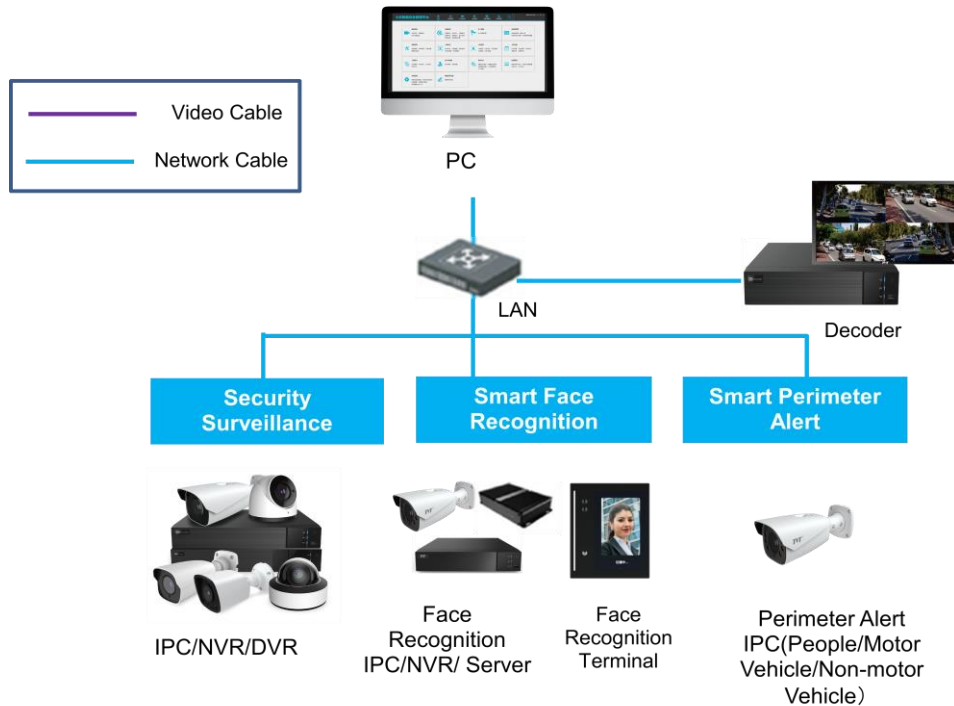 Video Cable
Network Cable
PC
LAN
Decoder
Security
Surveillance
Smart Face
Recognition
Smart Perimeter
Alert
IPC/NVR/DVR
Face
Recognition
IPC/NVR/ Server
Face
Recognition
Terminal
Perimeter Alert
IPC(People/Motor
Vehicle/Non-motor
Vehicle）